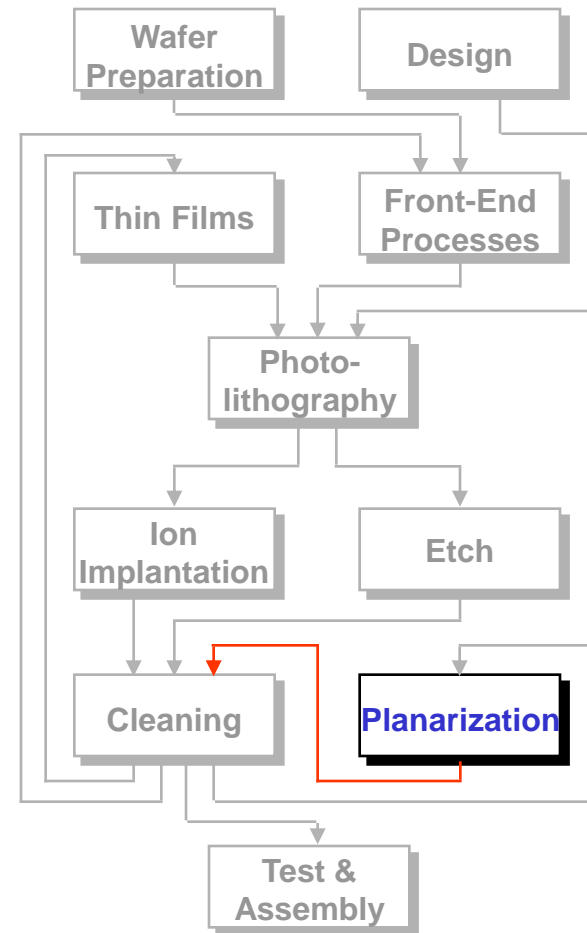 Wafer
Preparation
Design
Thin Films
Front-End
Processes
Photo-
lithography
Ion
Implantation
Etch
Cleaning
Planarization
Test &
Assembly